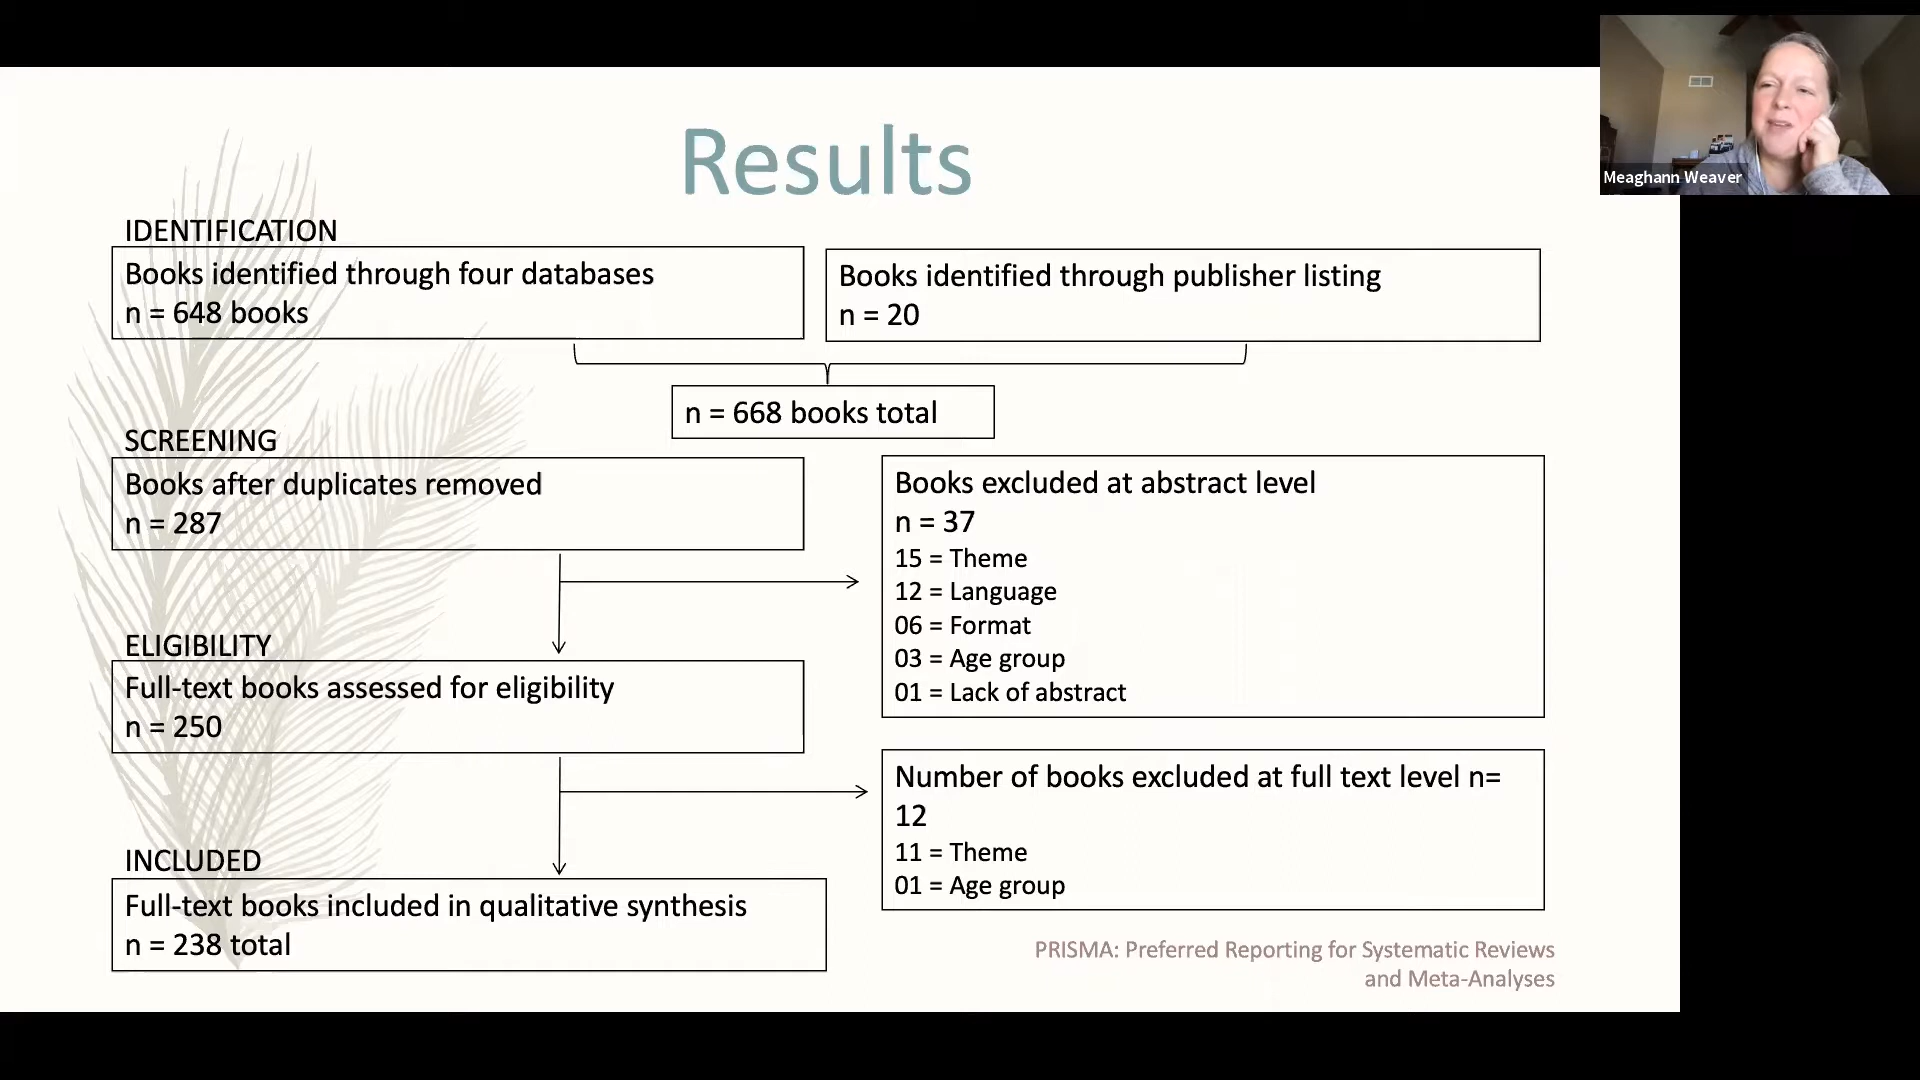 Results
Meaghann Weaver
IDENTIFICATION
Books identified through four databases
n = 648 books
Books identified through publisher listing
n = 20
n = 668 books total
SCREENING
Books after duplicates removed
n = 287
Books excluded at abstract level
n = 37
15 = Theme
12 = Language
06 = Format
03 = Age group
01 = Lack of abstract
ELIGIBILITY
Full-text books assessed for eligibility
n = 250
Number of books excluded at full text level n=
12
11 = Theme
01 = Age group
INCLUDED
Full-text books included in qualitative synthesis
n = 238 total
PRISMA: Preferred Reporting for Systematic Reviews
and Meta-Analyses